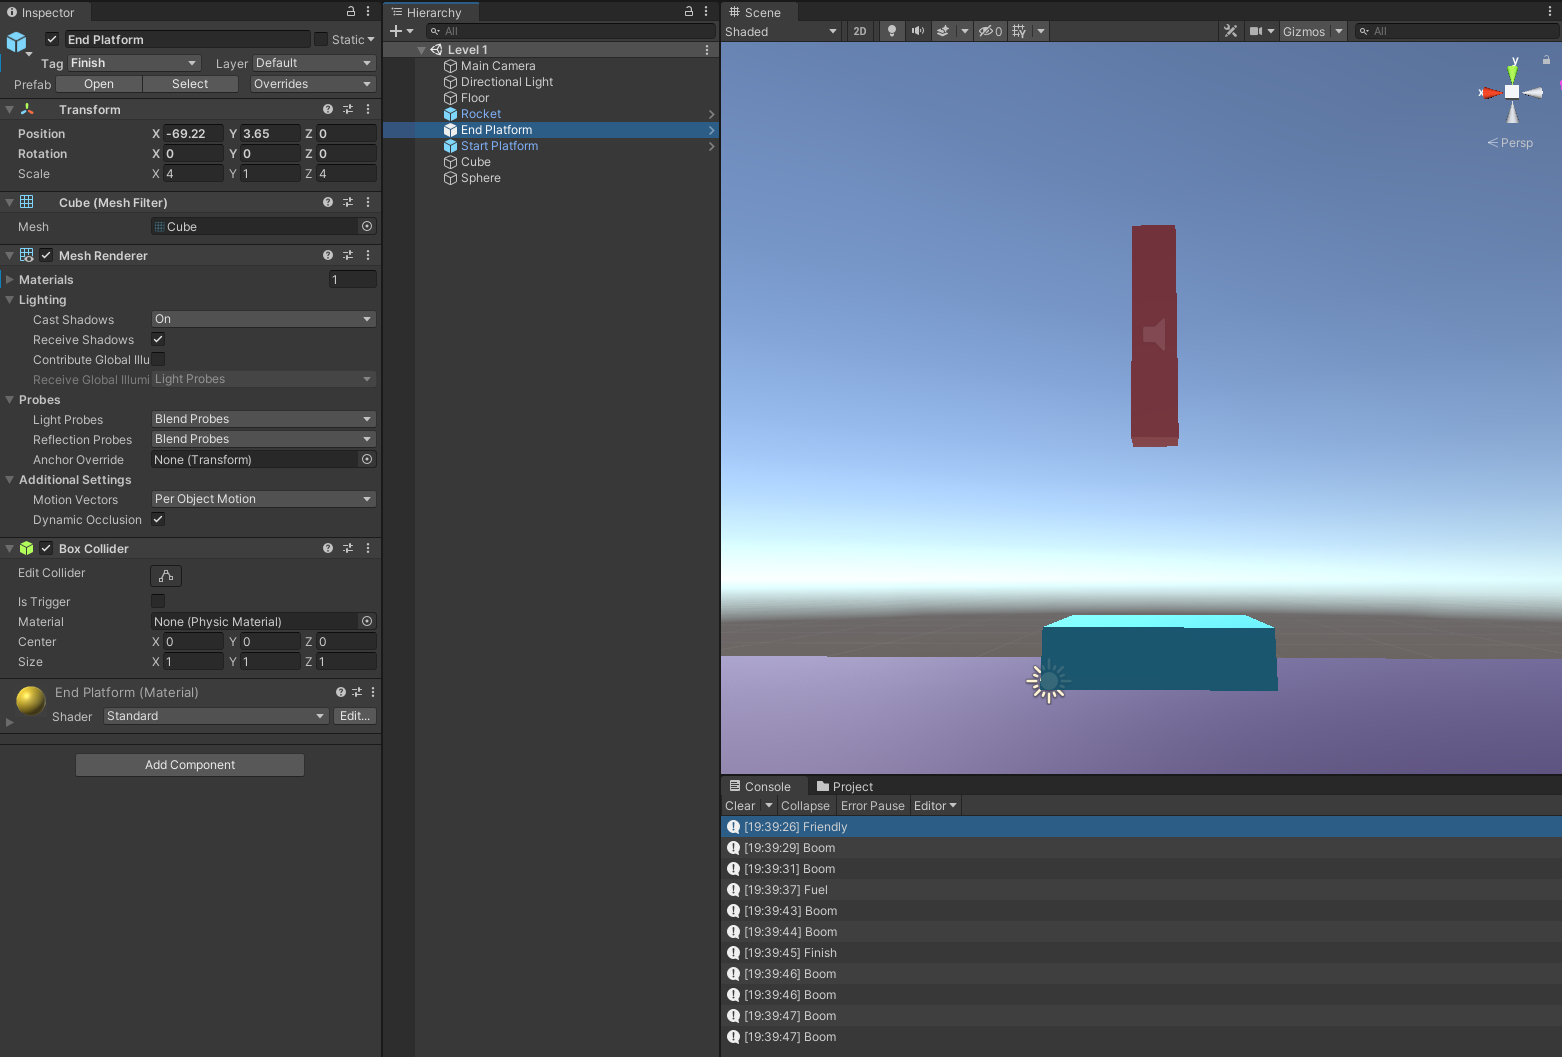 Inspector
End Platform
Static
Tag Finish Layer Default
Prefab Open Select Overrides
Transform
Position X -69.22 Y 3.65 Z 0
Rotation X 0 Y 0 Z 0
Scale X 4 Y 1 Z 4
Cube (Mesh Filter)
Mesh Cube
Mesh Renderer
Materials 1
Lighting
Cast Shadows On
Receive Shadows
Contribute Global Illu
Receive Global Illumi Light Probes
Probes
Light Probes Blend Probes
Reflection Probes Blend Probes
Anchor Override None (Transform)
Additional Settings
Motion Vectors Per Object Motion
Dynamic Occlusion
Box Collider
Edit Collider
Is Trigger
Material None (Physic Material)
Center X 0 Y 0 Z 0
Size X 1 Y 1 Z 1
End Platform (Material)
Shader Standard Edit...
Add Component
Hierarchy
All
Level 1
Main Camera
Directional Light
Floor
Rocket
End Platform
Start Platform
Cube
Sphere
Scene
Shaded 2D 0 Gizmos All
y
x
Persp
Console Project
Clear Collapse Error Pause Editor
[19:39:26] Friendly
[19:39:29] Boom
[19:39:31] Boom
[19:39:37] Fuel
[19:39:43] Boom
[19:39:44] Boom
[19:39:45] Finish
[19:39:46] Boom
[19:39:46] Boom
[19:39:47] Boom
[19:39:47] Boom